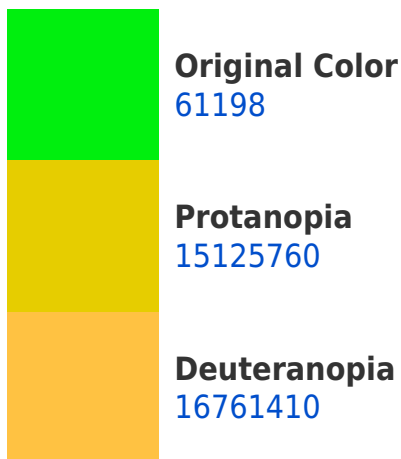 Original Color
61198
Protanopia
15125760
Deuteranopia
16761410